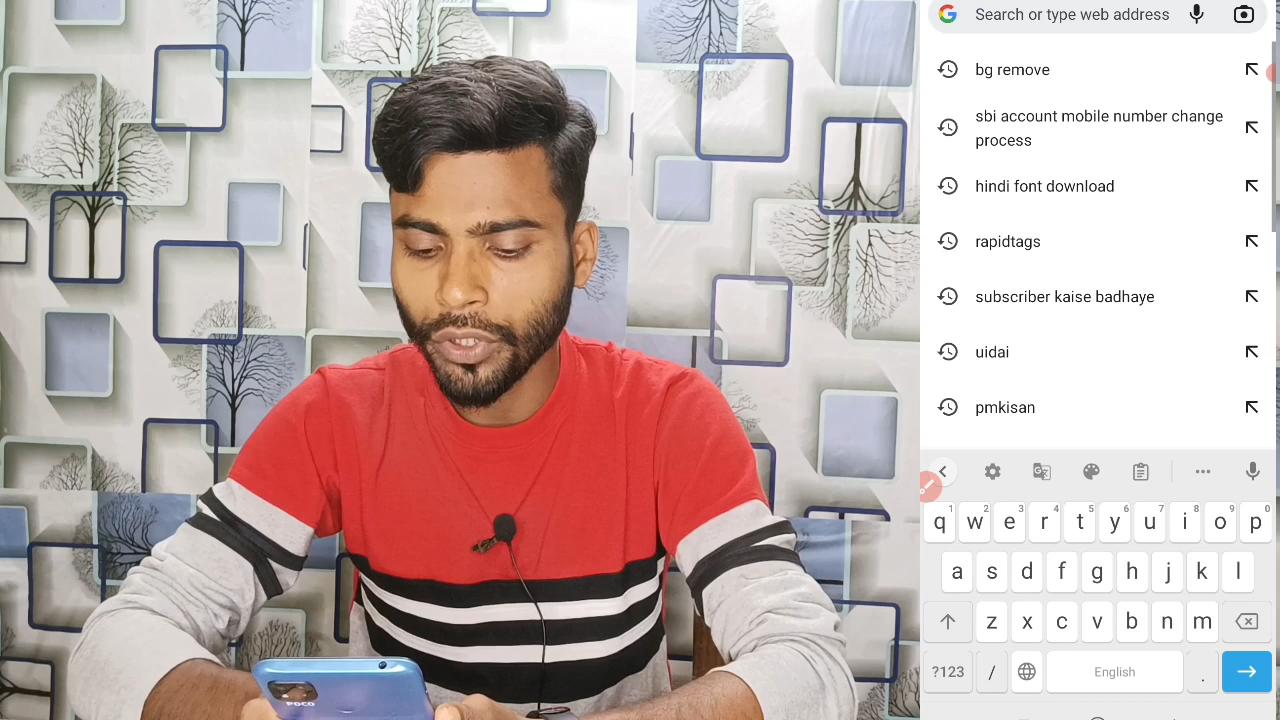 Search or type web address
bg remove
sbi account mobile number change
process
hindi font download
rapidtags
subscriber kaise badhaye
uidai
pmkisan
1 2 3 4 5 6 7 8 9 0
q w e r t y u i o p
a s d f g h j k l
z x c v b n m
?123 / English .
POCO